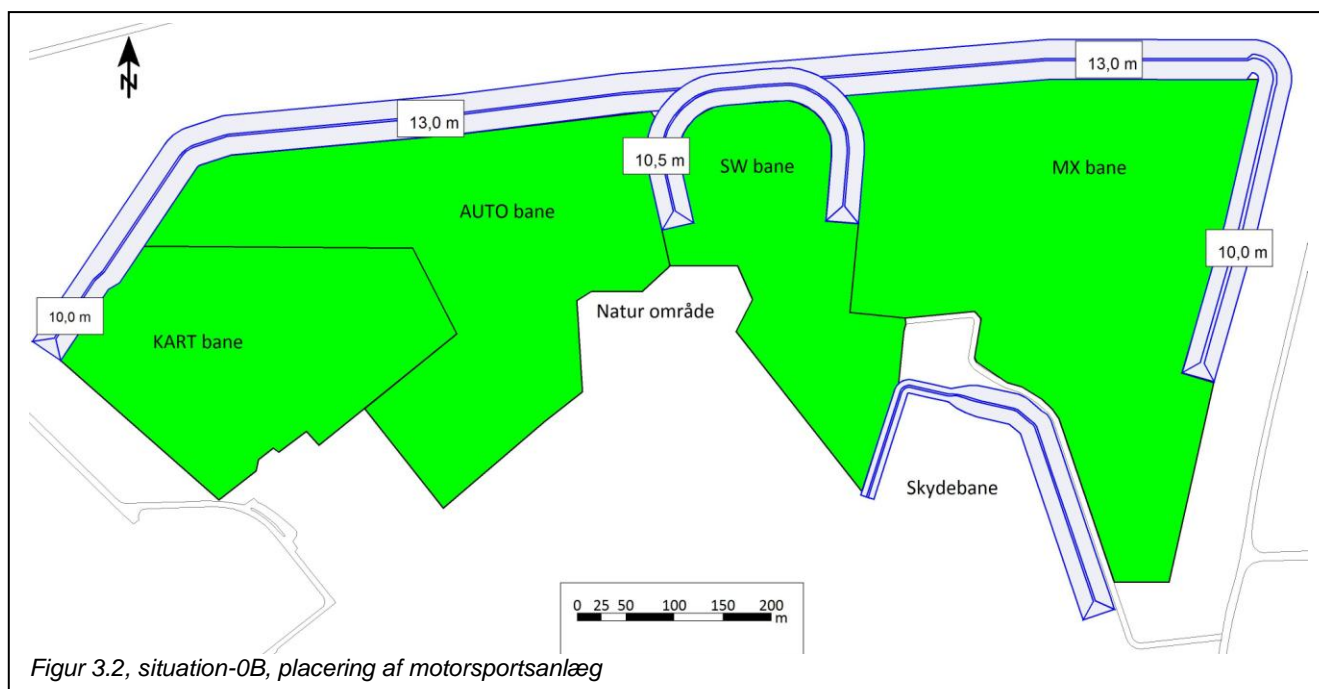 N
13,0 m
13,0 m
10,5 m
SW bane
MX bane
AUTO bane
10,0 m
Natur område
10,0 m
KART bane
Skydebane
0 25 50 100 150 200
m
Figur 3.2, situation-0B, placering af motorsportsanlæg